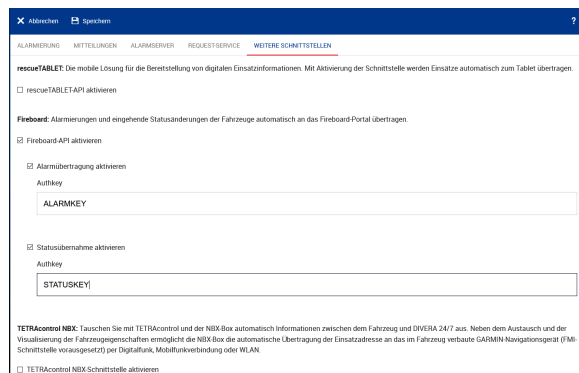 Abbrechen Speichern ?
ALARMIERUNG MITTEILUNGEN ALARMSERVER REQUEST-SERVICE WEITERE SCHNITTSTELLEN
rescueTABLET: Die mobile Lösung für die Bereitstellung von digitalen Einsatzinformationen. Mit Aktivierung der Schnittstelle werden Einsätze automatisch zum Tablet übertragen.
rescueTABLET-API aktivieren
Fireboard: Alarmierungen und eingehende Statusänderungen der Fahrzeuge automatisch an das Fireboard-Portal übertragen.
Fireboard-API aktivieren
Alarmübertragung aktivieren
Authkey
ALARMKEY
Statusübernahme aktivieren
Authkey
STATUSKEY
TETRAcontrol NBX: Tauschen Sie mit TETRAcontrol und der NBX-Box automatisch Informationen zwischen dem Fahrzeug und DIVERA 24/7 aus. Neben dem Austausch und der
Visualisierung der Fahrzeugeigenschaften ermöglicht die NBX-Box die automatische Übertragung der Einsatzadresse an das im Fahrzeug verbaute GARMIN-Navigationsgerät (FMI-
Schnittstelle vorausgesetzt) per Digitalfunk, Mobilfunkverbindung oder WLAN.
TETRAcontrol NBX-Schnittstelle aktivieren